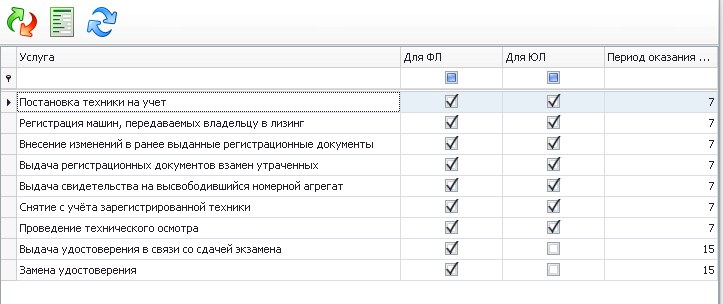 Услуга Для ФЛ Для ЮЛ Период оказания ...
Постановка техники на учет 7
Регистрация машин, передаваемых владельцу в лизинг 7
Внесение изменений в ранее выданные регистрационные документы 7
Выдача регистрационных документов взамен утраченных 7
Выдача свидетельства на высвободившийся номерной агрегат 7
Снятие с учёта зарегистрированной техники 7
Проведение технического осмотра 7
Выдача удостоверения в связи со сдачей экзамена 15
Замена удостоверения 15